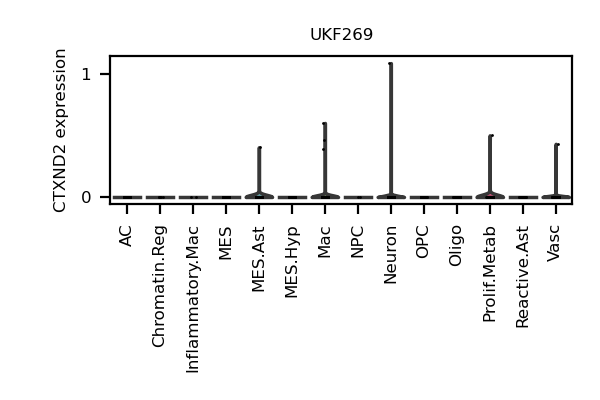 UKF269
CTXND2 expression
1
0
AC
Chromatin.Reg
Inflammatory.Mac
MES
MES.Ast
MES.Hyp
Mac
NPC
Neuron
OPC
Oligo
Prolif.Metab
Reactive.Ast
Vasc